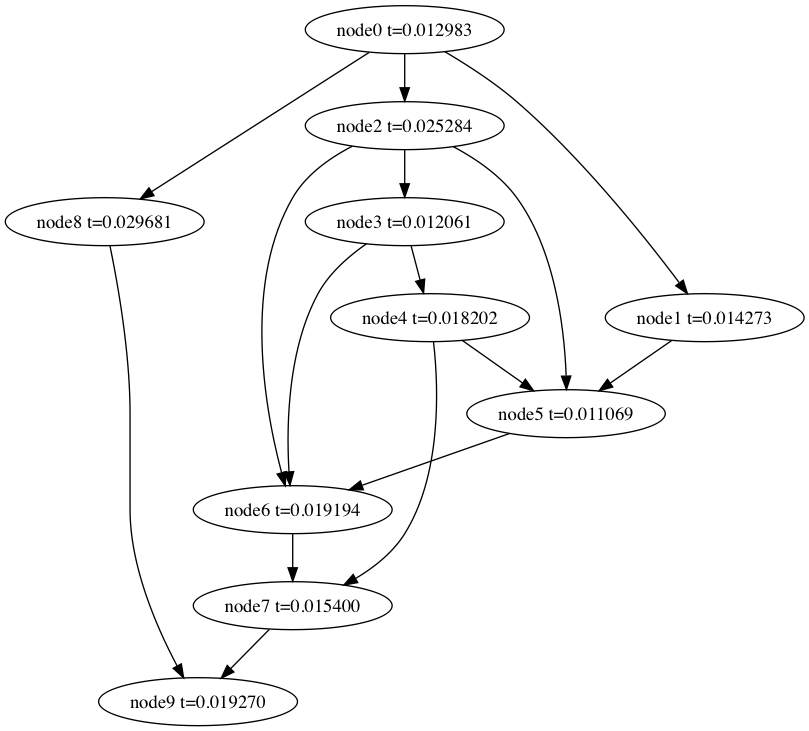 node0 t=0.012983
node2 t=0.025284
node8 t=0.029681
node3 t=0.012061
node4 t=0.018202
node1 t=0.014273
node5 t=0.011069
node6 t=0.019194
node7 t=0.015400
node9 t=0.019270